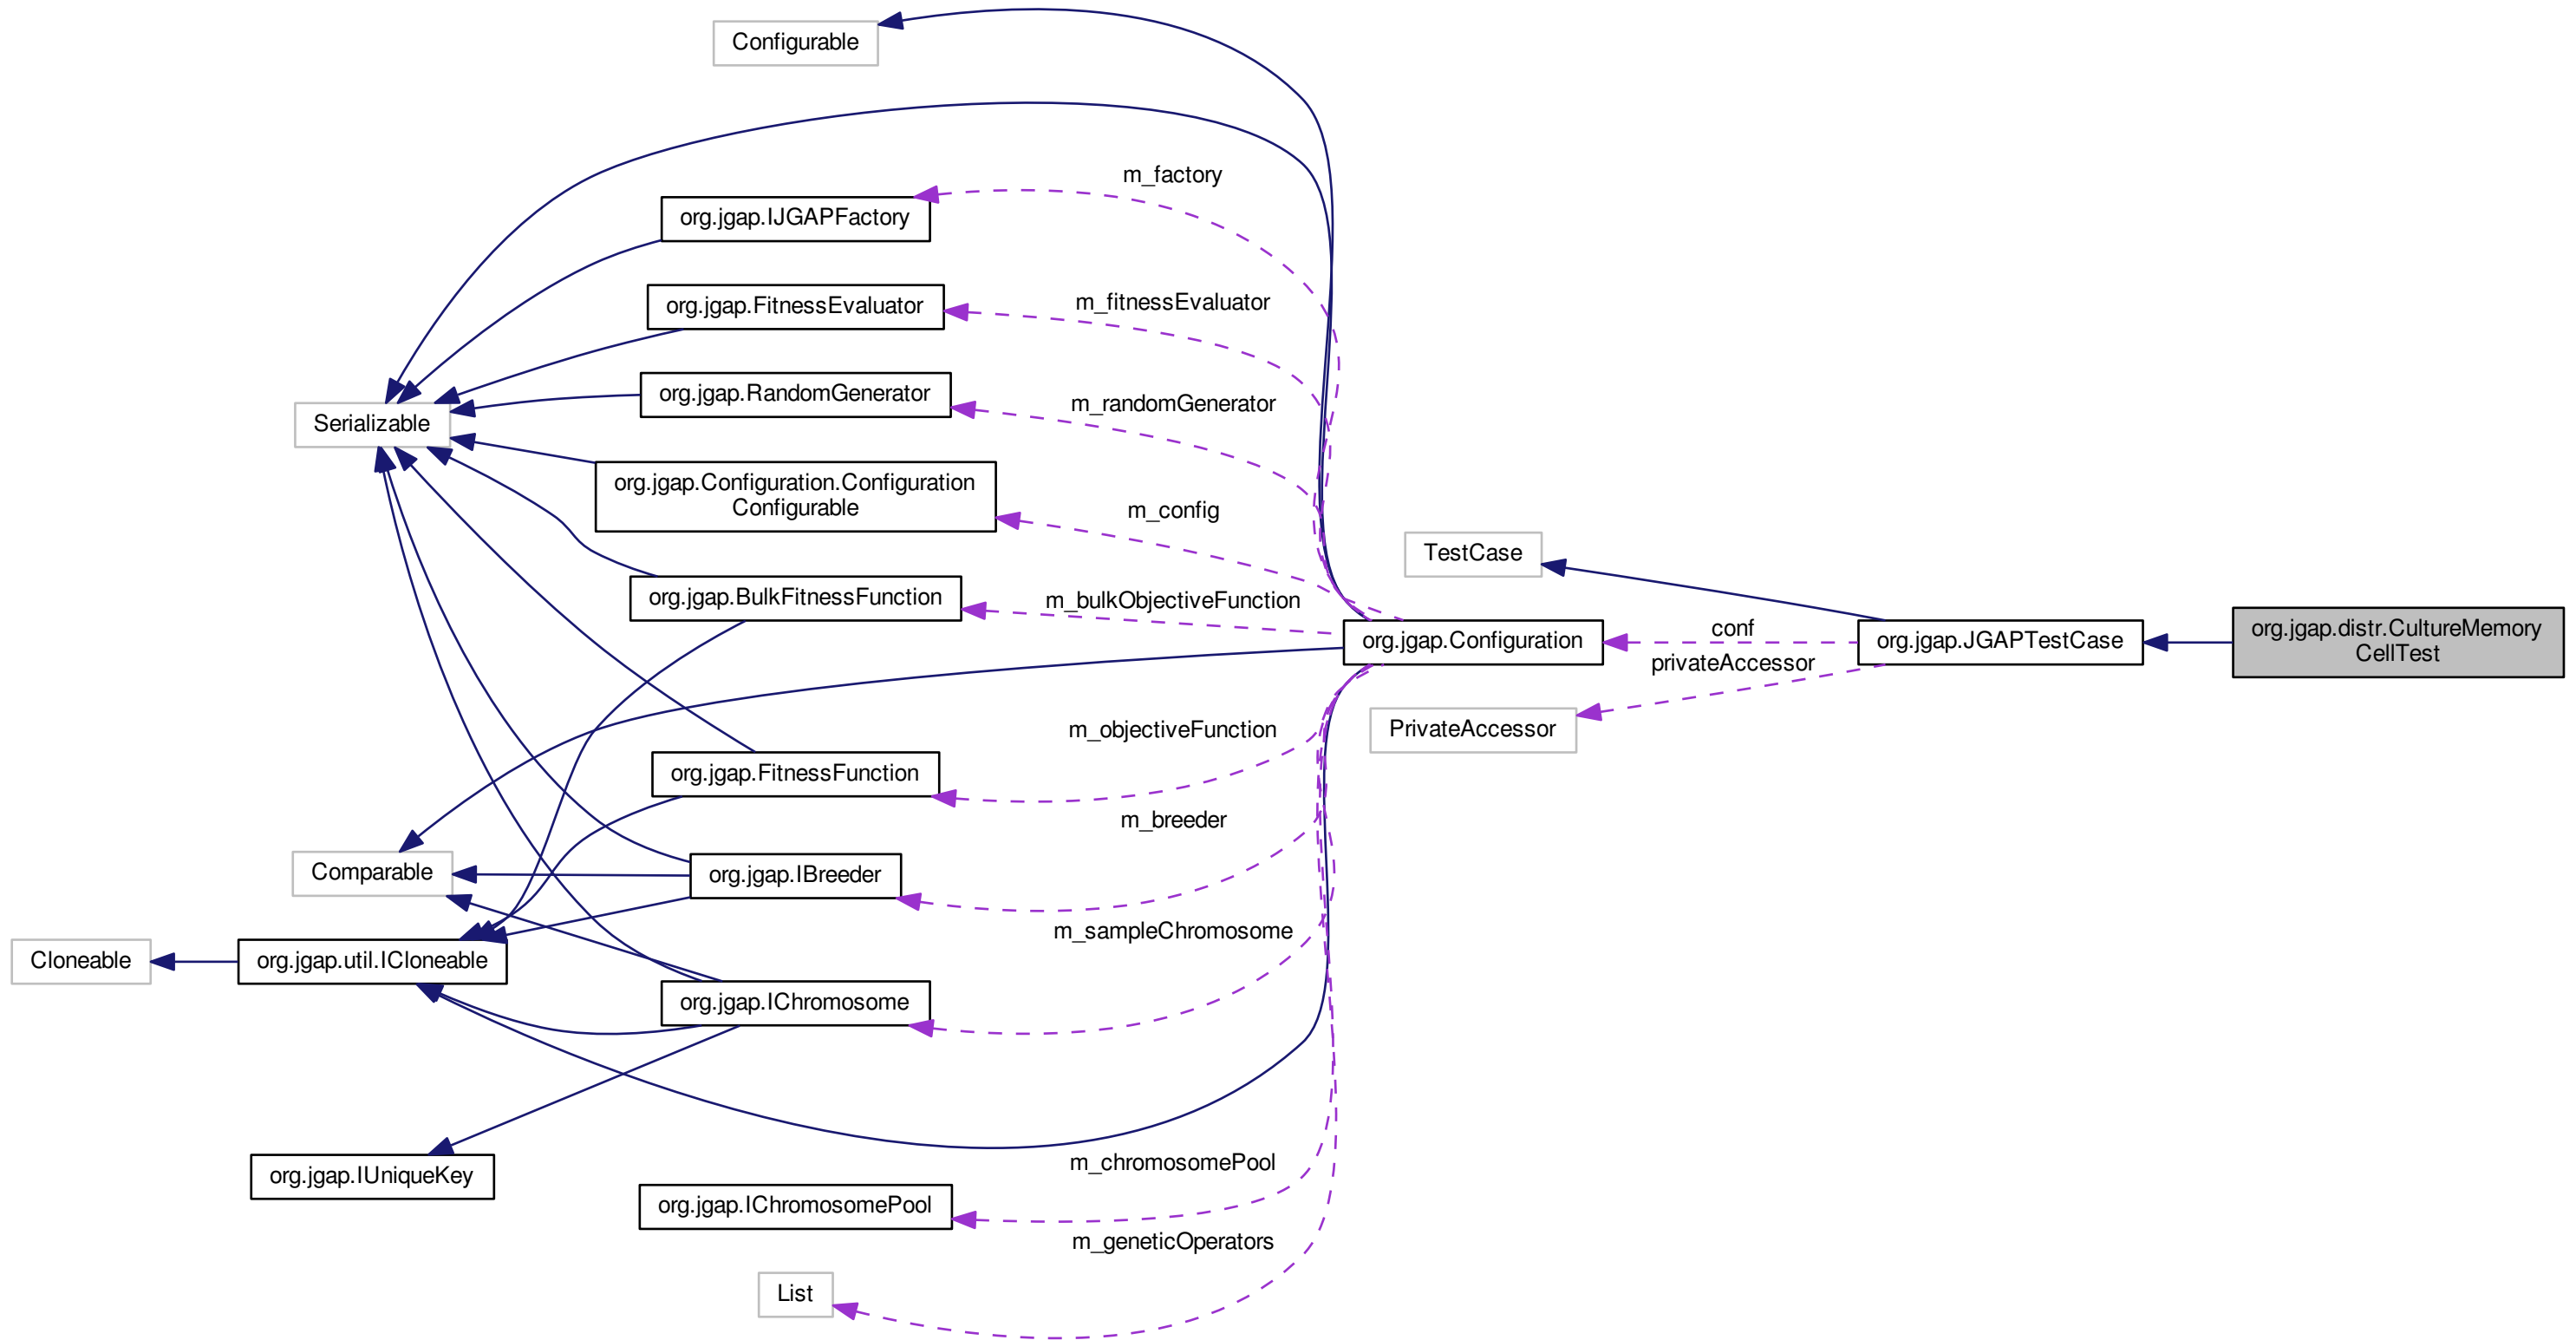 Configurable
m_factory
org.jgap.IJGAPFactory
m_fitnessEvaluator
org.jgap.FitnessEvaluator
m_randomGenerator
org.jgap.RandomGenerator
Serializable
org.jgap.Configuration.Configuration
Configurable
m_config
TestCase
org.jgap.BulkFitnessFunction
m_bulkObjectiveFunction
org.jgap.Configuration
conf
org.jgap.JGAPTestCase
org.jgap.distr.CultureMemory
CellTest
privateAccessor
PrivateAccessor
m_objectiveFunction
org.jgap.FitnessFunction
m_breeder
Comparable
org.jgap.IBreeder
m_sampleChromosome
Cloneable
org.jgap.util.ICloneable
org.jgap.IChromosome
m_chromosomePool
org.jgap.IUniqueKey
org.jgap.IChromosomePool
m_geneticOperators
List